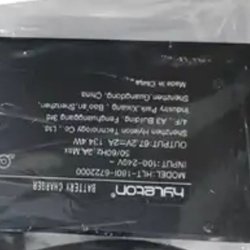 hyleton
BATTERY CHARGER
MODEL: HLT-180I-6722000
INPUT: 100-240V~
50/60Hz, 3A Max
OUTPUT: 67.2V⎓2A 134.4W
Shenzhen Hyleton Technology Co., Ltd
4/F, A3 Building, Fenghuanggang 3rd
Industry Park, Xixiang, Bao'an, Shenzhen,
Shenzhen, Guangdong, China
Made in China